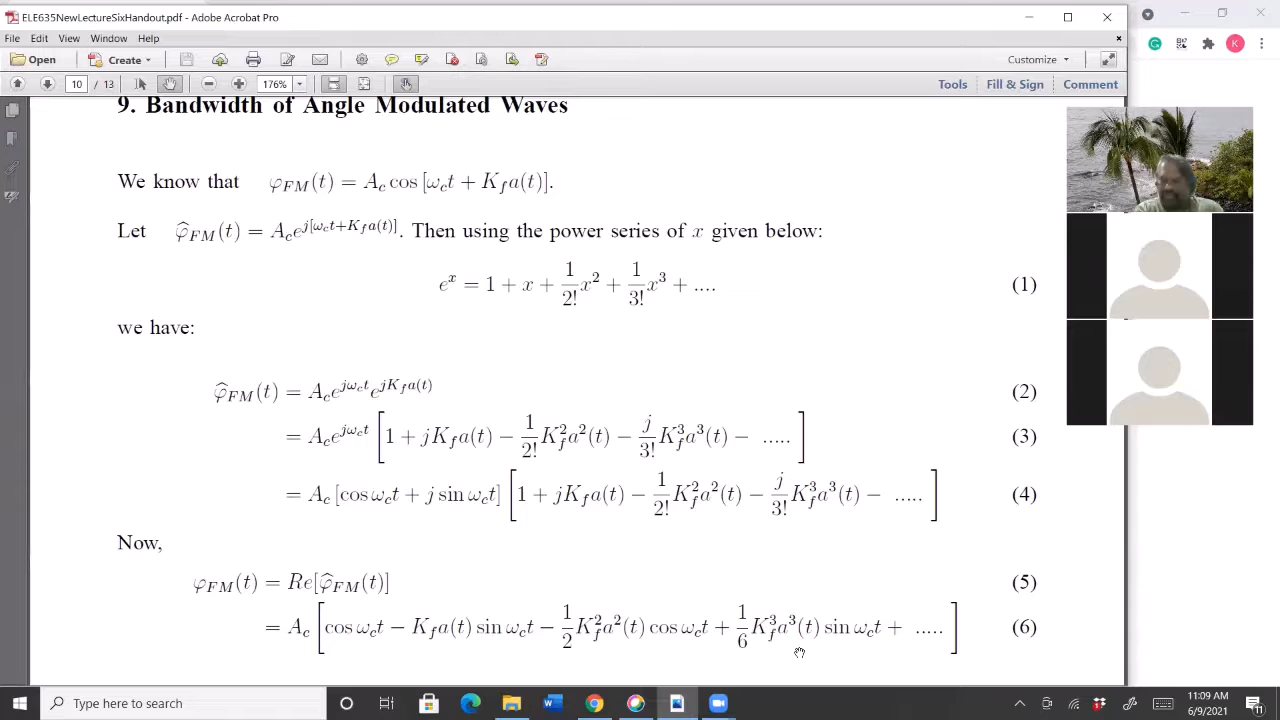 ELE635NewLectureSixHandout.pdf - Adobe Acrobat Pro
File Edit View Window Help
Open Create Customize
10 / 13 176% Tools Fill & Sign Comment
K
9. Bandwidth of Angle Modulated Waves
We know that φ_FM(t) = A_c cos [ω_c t + K_f a(t)].
Let φ̂_FM(t) = A_c e^{j[ω_c t+K_f a(t)]}. Then using the power series of x given below:
e^x = 1 + x + 1/2! x^2 + 1/3! x^3 + .... (1)
we have:
φ̂_FM(t) = A_c e^{jω_c t} e^{jK_f a(t)} (2)
= A_c e^{jω_c t} [1 + jK_f a(t) − 1/2! K_f^2 a^2(t) − j/3! K_f^3 a^3(t) − .....] (3)
= A_c [cos ω_c t + j sin ω_c t] [1 + jK_f a(t) − 1/2! K_f^2 a^2(t) − j/3! K_f^3 a^3(t) − .....] (4)
Now,
φ_FM(t) = Re[φ̂_FM(t)] (5)
= A_c [cos ω_c t − K_f a(t) sin ω_c t − 1/2 K_f^2 a^2(t) cos ω_c t + 1/6 K_f^3 a^3(t) sin ω_c t + .....] (6)
Type here to search
11:09 AM
6/9/2021
11